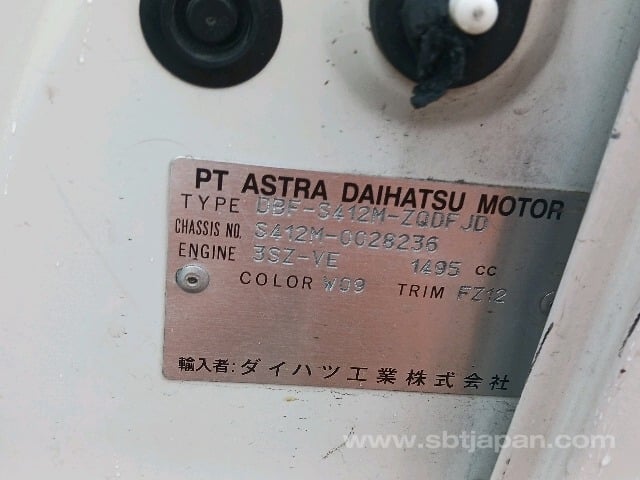 PT ASTRA DAIHATSU MOTOR
TYPE DBF-S412M-ZQDFJD
CHASSIS NO. S412M-0028236
ENGINE 3SZ-VE 1495 CC
COLOR W09 TRIM FZ12
輸入者:ダイハツ工業株式会社
www.sbtjapan.com